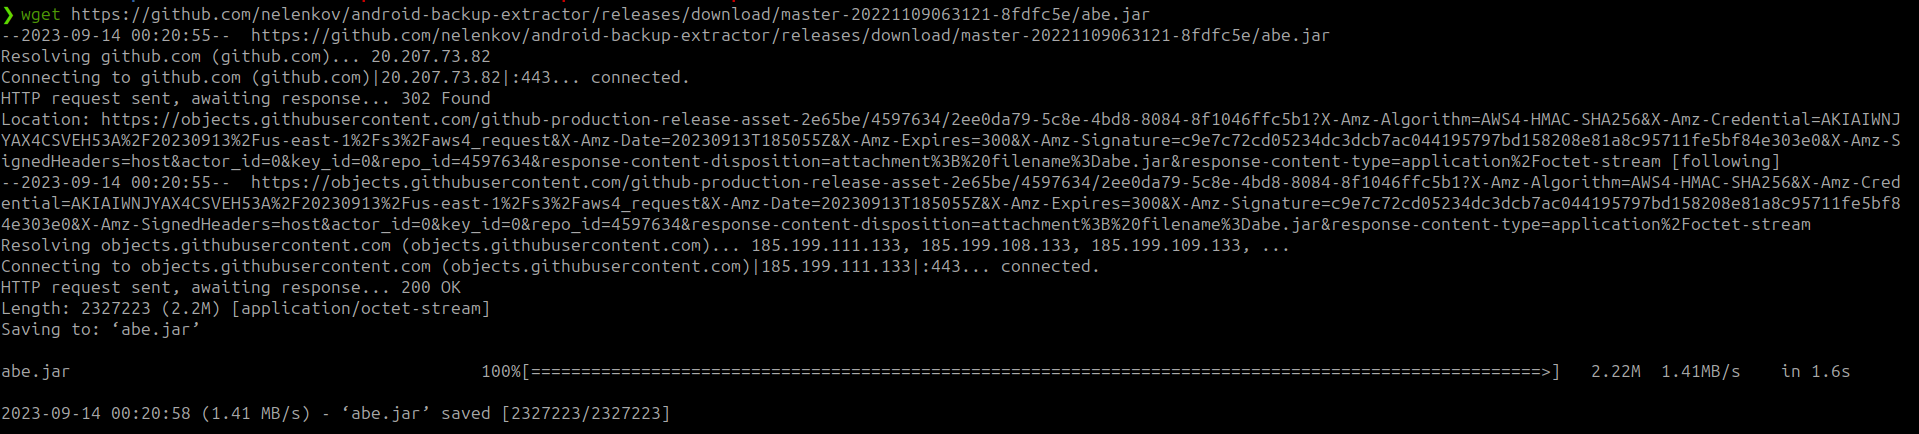 ❯ wget https://github.com/nelenkov/android-backup-extractor/releases/download/master-20221109063121-8fdfc5e/abe.jar
--2023-09-14 00:20:55--  https://github.com/nelenkov/android-backup-extractor/releases/download/master-20221109063121-8fdfc5e/abe.jar
Resolving github.com (github.com)... 20.207.73.82
Connecting to github.com (github.com)|20.207.73.82|:443... connected.
HTTP request sent, awaiting response... 302 Found
Location: https://objects.githubusercontent.com/github-production-release-asset-2e65be/4597634/2ee0da79-5c8e-4bd8-8084-8f1046ffc5b1?X-Amz-Algorithm=AWS4-HMAC-SHA256&X-Amz-Credential=AKIAIWNJ
YAX4CSVEH53A%2F20230913%2Fus-east-1%2Fs3%2Faws4_request&X-Amz-Date=20230913T185055Z&X-Amz-Expires=300&X-Amz-Signature=c9e7c72cd05234dc3dcb7ac044195797bd158208e81a8c95711fe5bf84e303e0&X-Amz-S
ignedHeaders=host&actor_id=0&key_id=0&repo_id=4597634&response-content-disposition=attachment%3B%20filename%3Dabe.jar&response-content-type=application%2Foctet-stream [following]
--2023-09-14 00:20:55--  https://objects.githubusercontent.com/github-production-release-asset-2e65be/4597634/2ee0da79-5c8e-4bd8-8084-8f1046ffc5b1?X-Amz-Algorithm=AWS4-HMAC-SHA256&X-Amz-Cred
ential=AKIAIWNJYAX4CSVEH53A%2F20230913%2Fus-east-1%2Fs3%2Faws4_request&X-Amz-Date=20230913T185055Z&X-Amz-Expires=300&X-Amz-Signature=c9e7c72cd05234dc3dcb7ac044195797bd158208e81a8c95711fe5bf8
4e303e0&X-Amz-SignedHeaders=host&actor_id=0&key_id=0&repo_id=4597634&response-content-disposition=attachment%3B%20filename%3Dabe.jar&response-content-type=application%2Foctet-stream
Resolving objects.githubusercontent.com (objects.githubusercontent.com)... 185.199.111.133, 185.199.108.133, 185.199.109.133, ...
Connecting to objects.githubusercontent.com (objects.githubusercontent.com)|185.199.111.133|:443... connected.
HTTP request sent, awaiting response... 200 OK
Length: 2327223 (2.2M) [application/octet-stream]
Saving to: ‘abe.jar’
abe.jar 100%[=====================================================================================================>] 2.22M 1.41MB/s in 1.6s
2023-09-14 00:20:58 (1.41 MB/s) - ‘abe.jar’ saved [2327223/2327223]